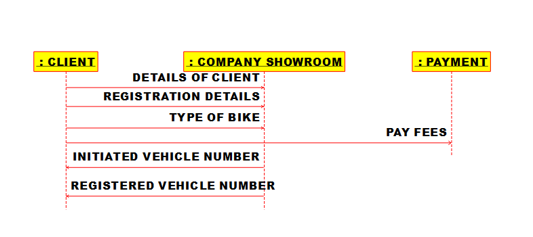 : CLIENT
: COMPANY SHOWROOM
: PAYMENT
DETAILS OF CLIENT
REGISTRATION DETAILS
TYPE OF BIKE
PAY FEES
INITIATED VEHICLE NUMBER
REGISTERED VEHICLE NUMBER